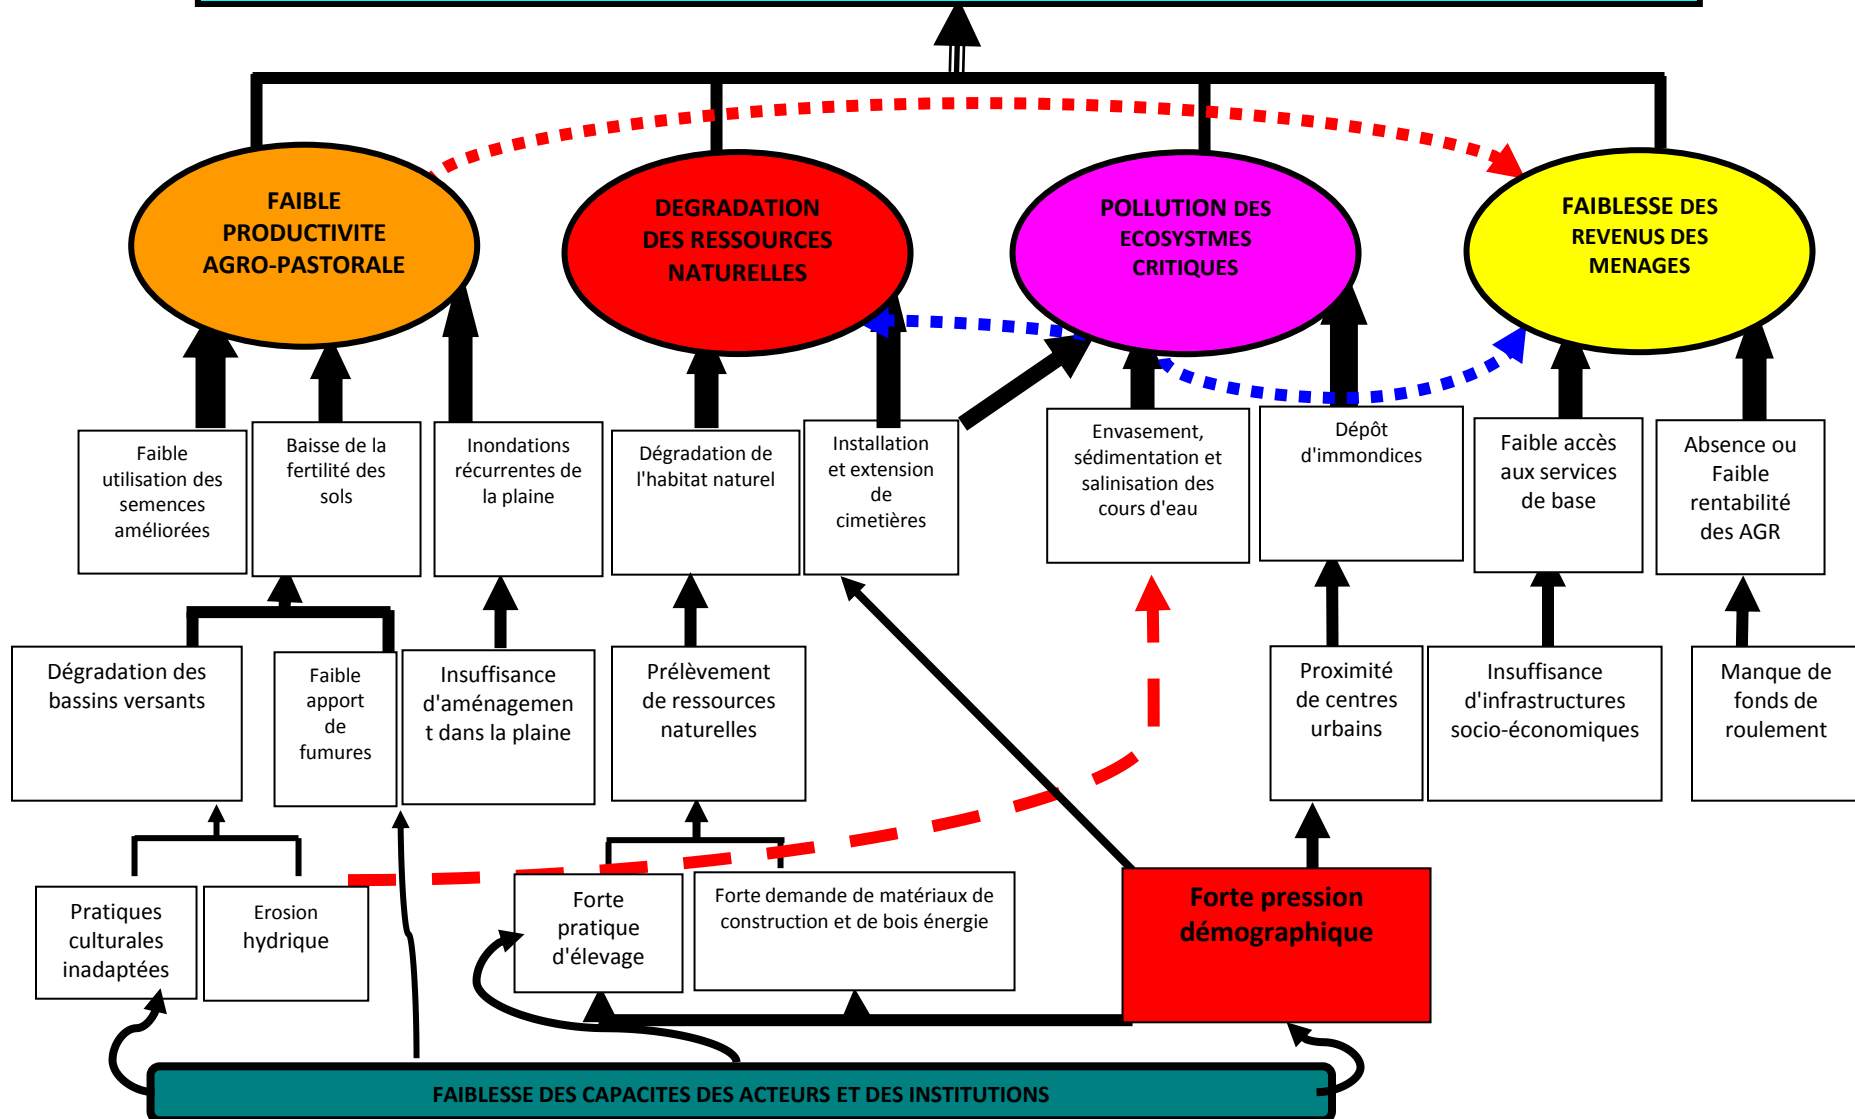 FAIBLE
PRODUCTIVITE
AGRO-PASTORALE
DEGRADATION
DES RESSOURCES
NATURELLES
POLLUTION DES
ECOSYSTMES
CRITIQUES
FAIBLESSE DES
REVENUS DES
MENAGES
Faible
utilisation des
semences
améliorées
Baisse de la
fertilité des
sols
Inondations
récurrentes de
la plaine
Dégradation de
l'habitat naturel
Installation
et extension
de
cimetières
Envasement,
sédimentation et
salinisation des
cours d'eau
Dépôt
d'immondices
Faible accès
aux services
de base
Absence ou
Faible
rentabilité
des AGR
Dégradation des
bassins versants
Faible
apport
de
fumures
Insuffisance
d'aménagemen
t dans la plaine
Prélèvement
de ressources
naturelles
Proximité
de centres
urbains
Insuffisance
d'infrastructures
socio-économiques
Manque de
fonds de
roulement
Pratiques
culturales
inadaptées
Erosion
hydrique
Forte
pratique
d'élevage
Forte demande de matériaux de
construction et de bois énergie
Forte pression
démographique
FAIBLESSE DES CAPACITES DES ACTEURS ET DES INSTITUTIONS